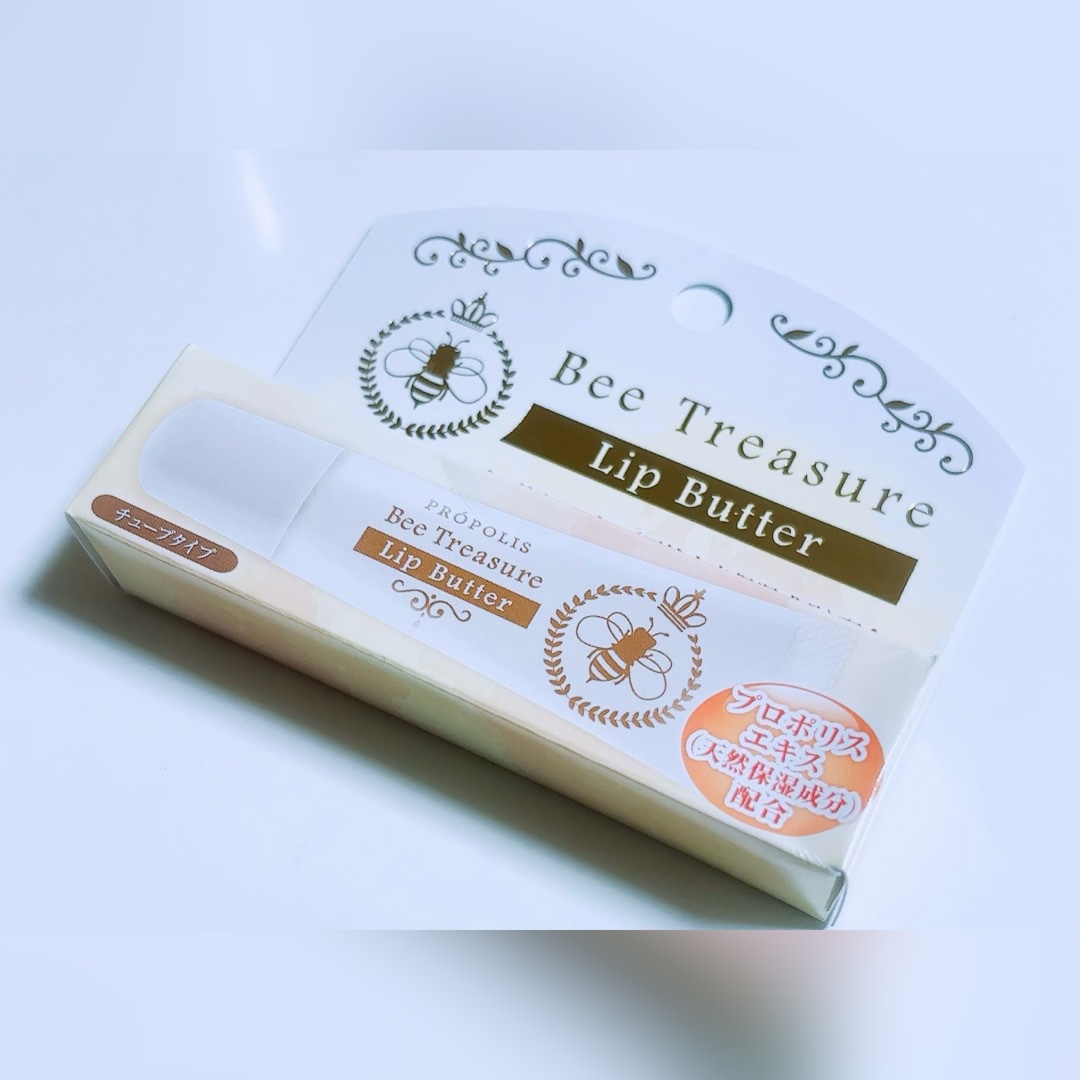 Bee Treasure
Lip Butter
チューブタイプ
PRÓPOLIS
Bee Treasure
Lip Butter
プロポリス
エキス
(天然保湿成分)
配合